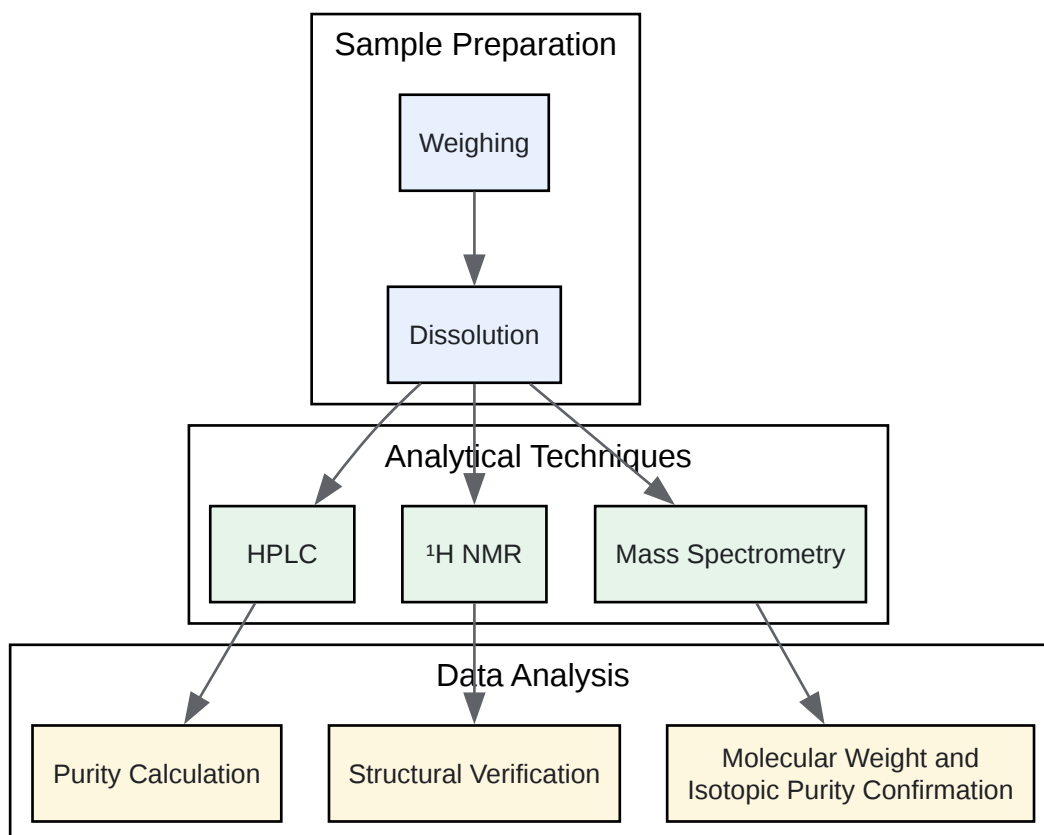 Sample Preparation
Weighing
Dissolution
Analytical Techniques
HPLC
¹H NMR
Mass Spectrometry
Data Analysis
Purity Calculation
Structural Verification
Molecular Weight and
Isotopic Purity Confirmation